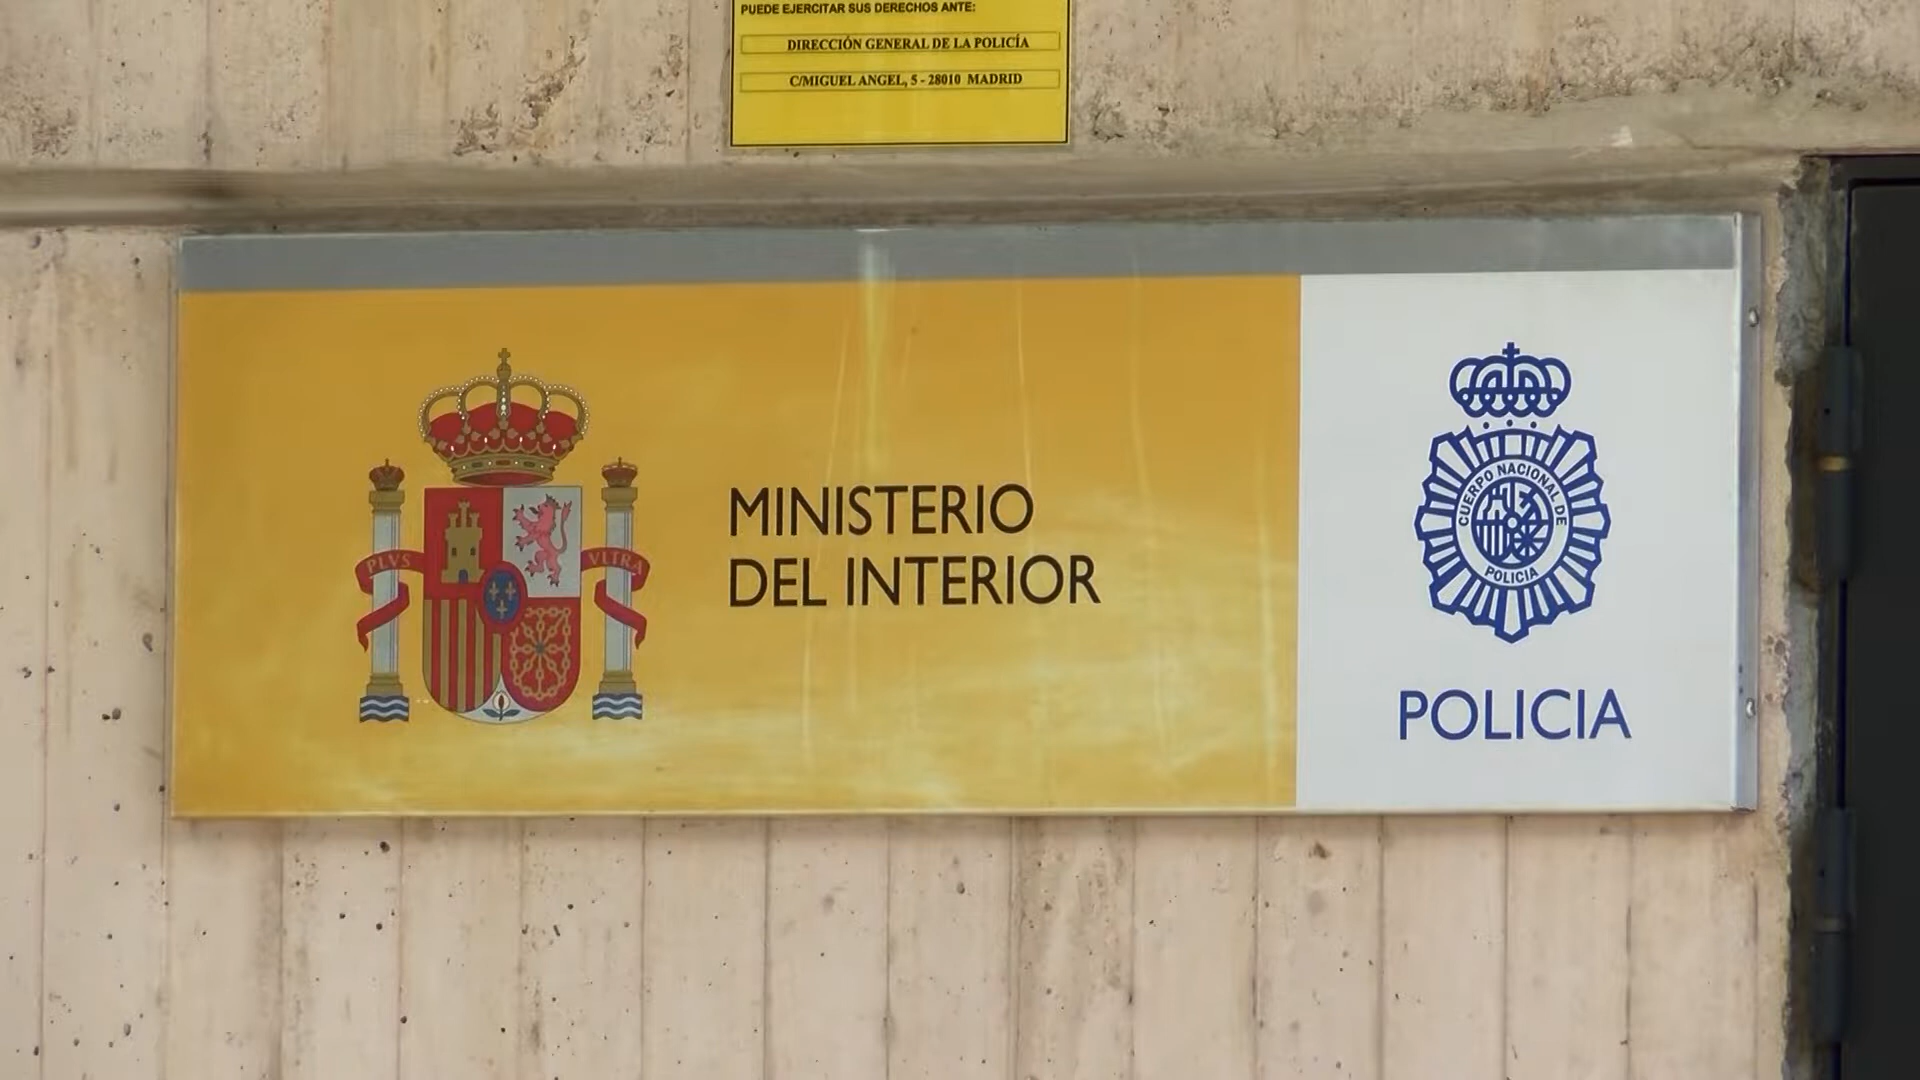 PUEDE EJERCITAR SUS DERECHOS ANTE:
DIRECCIÓN GENERAL DE LA POLICÍA
C/MIGUEL ANGEL, 5 - 28010 MADRID
MINISTERIO
DEL INTERIOR
PLVS VLTRA
CUERPO NACIONAL DE
POLICIA
POLICIA